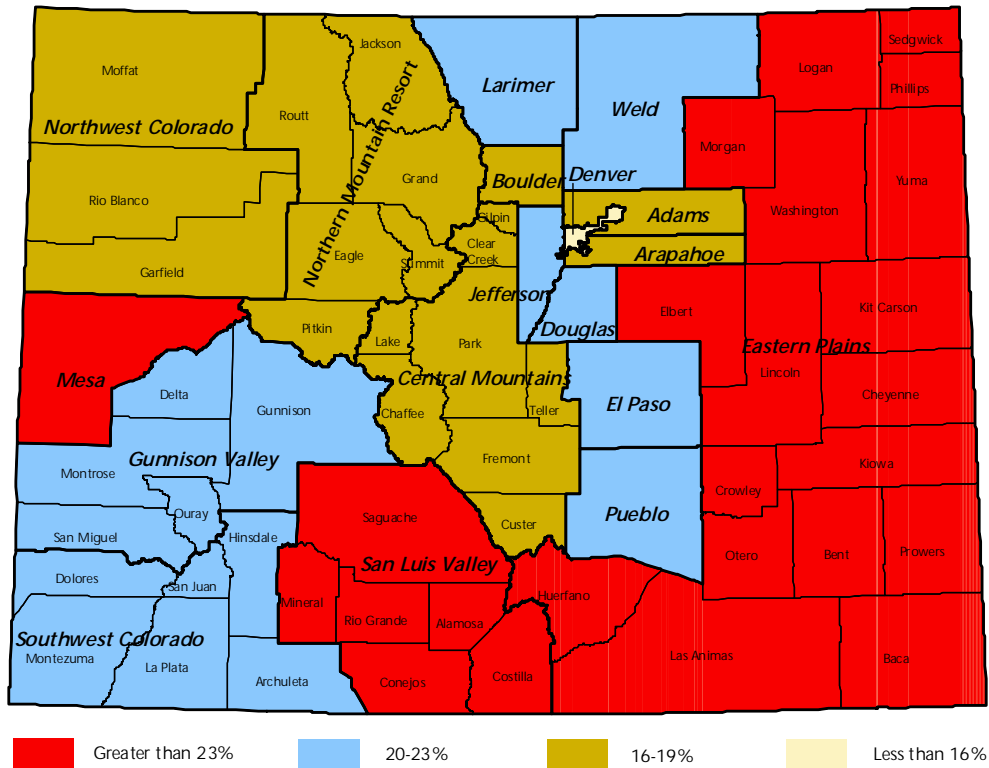 Jackson
Sedgwick
Moffat
Larimer
Logan
Phillips
Weld
Routt
Northwest Colorado
Northern Mountain Resort
Morgan
Grand
Boulder
Denver
Yuma
Rio Blanco
Washington
Gilpin
Adams
Clear
Creek
Eagle
Summit
Arapahoe
Garfield
Jefferson
Elbert
Kit Carson
Pitkin
Lake
Park
Douglas
Eastern Plains
Lincoln
Mesa
Central Mountains
Delta
Gunnison
Chaffee
Teller
El Paso
Cheyenne
Gunnison Valley
Montrose
Fremont
Kiowa
Crowley
Ouray
Saguache
Custer
Pueblo
San Miguel
Hinsdale
Otero
Bent
Prowers
San Luis Valley
Dolores
San Juan
Mineral
Huerfano
Rio Grande
Alamosa
Southwest Colorado
Montezuma
La Plata
Las Animas
Baca
Archuleta
Conejos
Costilla
Greater than 23%
20-23%
16-19%
Less than 16%